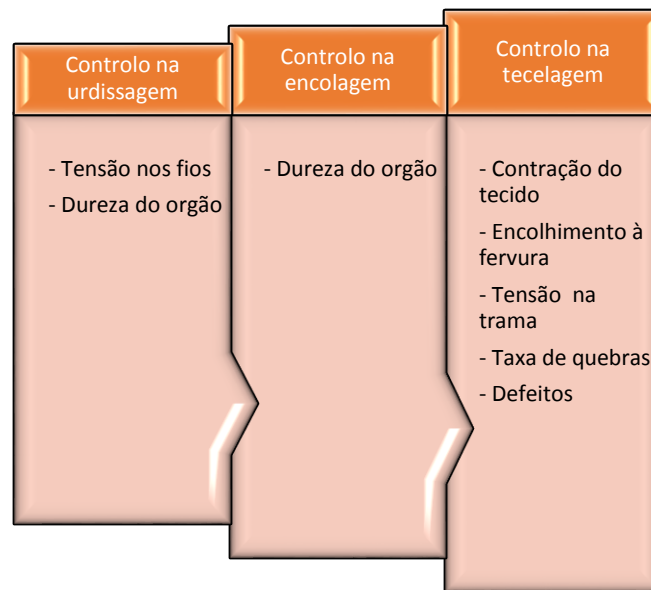 Controlo na
urdissagem
- Tensão nos fios
- Dureza do orgão
Controlo na
encolagem
- Dureza do orgão
Controlo na
tecelagem
- Contração do
tecido
- Encolhimento à
fervura
- Tensão na
trama
- Taxa de quebras
- Defeitos